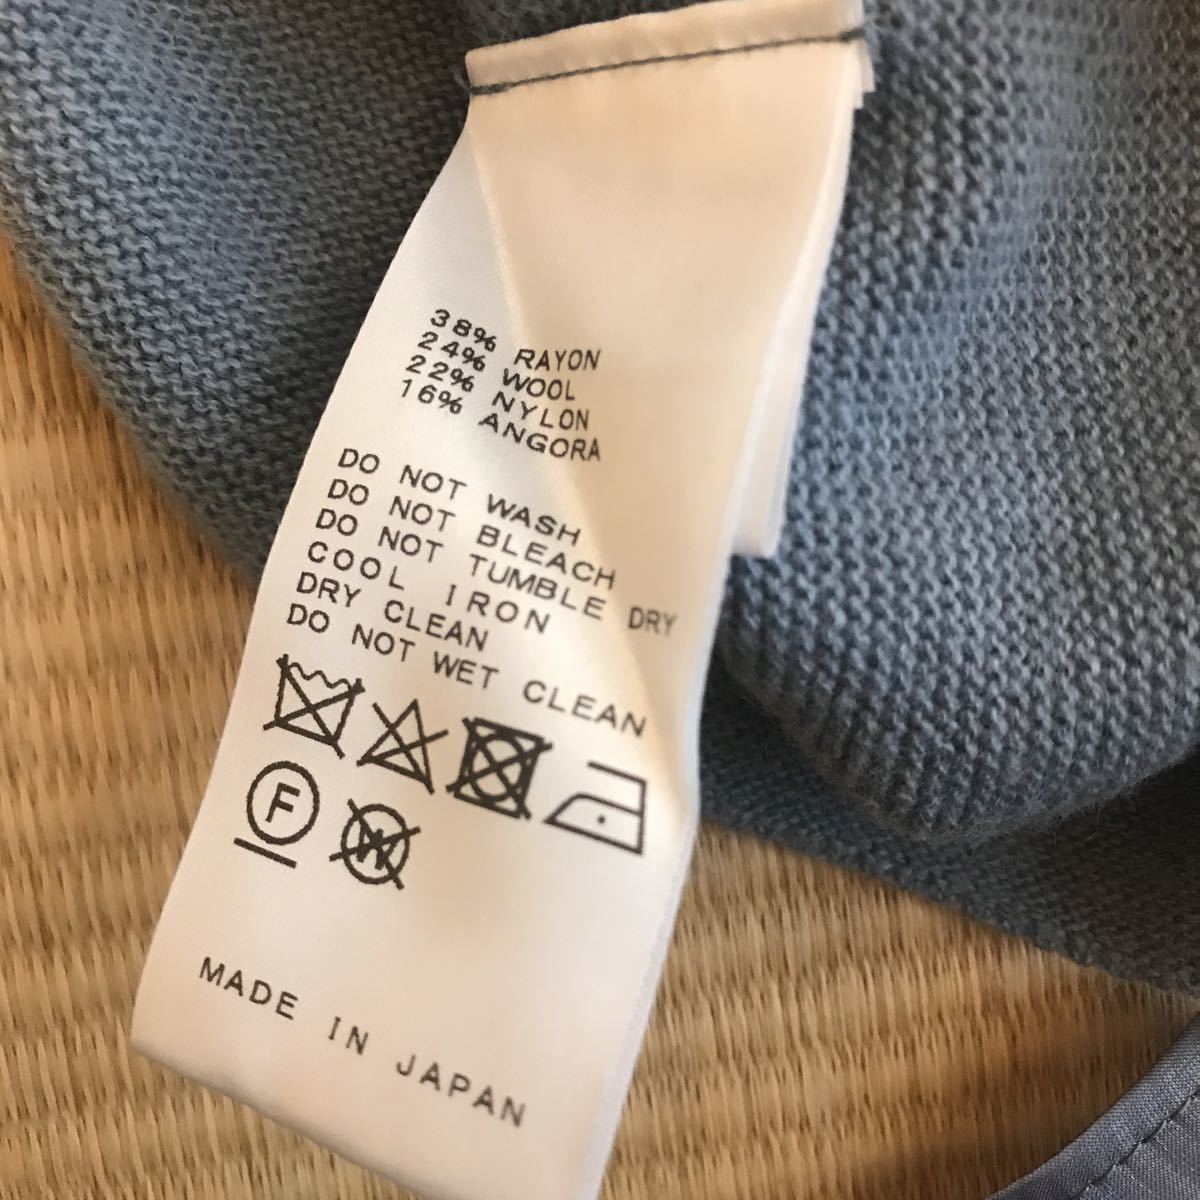 38% RAYON
24% WOOL
22% NYLON
16% ANGORA
DO NOT WASH
DO NOT BLEACH
DO NOT TUMBLE DRY
COOL IRON
DRY CLEAN
DO NOT WET CLEAN
F W
MADE IN JAPAN